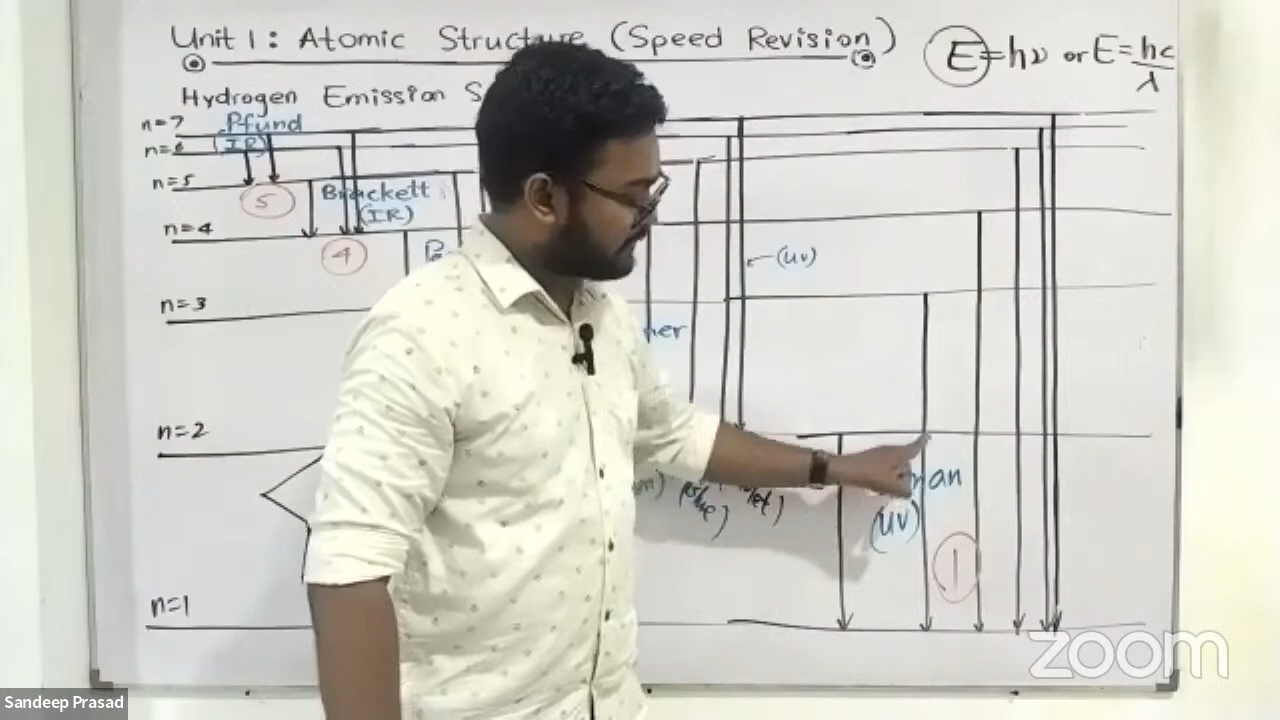 Unit 1: Atomic Structure (Speed Revision)
E=hν or E=hc/λ
Hydrogen Emission
n=7
Pfund
(IR)
n=6
n=5
5
Brackett
(IR)
n=4
4
(UV)
n=3
n=2
(UV)
1
n=1
zoom
Sandeep Prasad